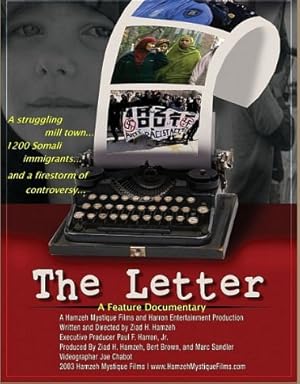 A struggling
mill town...
1200 Somali
immigrants...
and a firestorm of
controversy...
The Letter
A Feature Documentary
A Hamzeh Mystique Films and Harron Entertainment Production
Written and Directed by Ziad H. Hamzeh
Executive Producer Paul F. Harron, Jr.
Produced By Ziad H. Hamzeh, Bert Brown, and Marc Sandler
Videographer Joe Chabot
2003 Hamzeh Mystique Films I www.HamzehMystiqueFilms.com